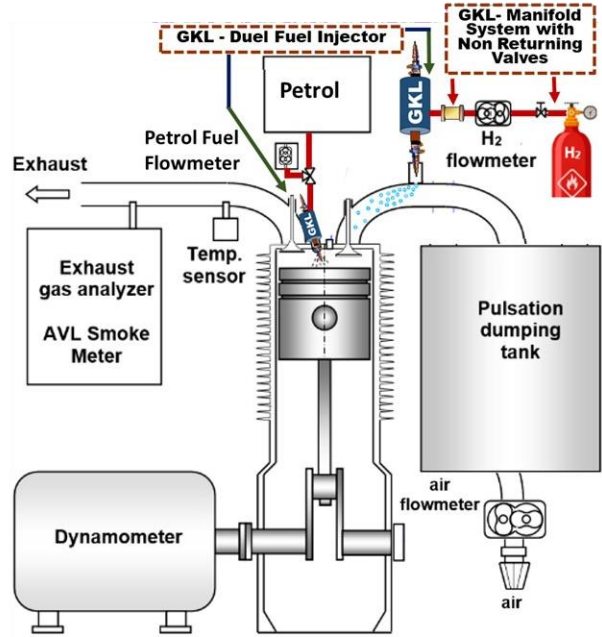 GKL - Duel Fuel Injector
GKL- Manifold
System with
Non Returning
Valves
Petrol
GKL
H2
flowmeter
H2
Petrol Fuel
Flowmeter
Exhaust
GKL
Temp.
sensor
Exhaust
gas analyzer
AVL Smoke
Meter
Pulsation
dumping
tank
air
flowmeter
Dynamometer
air